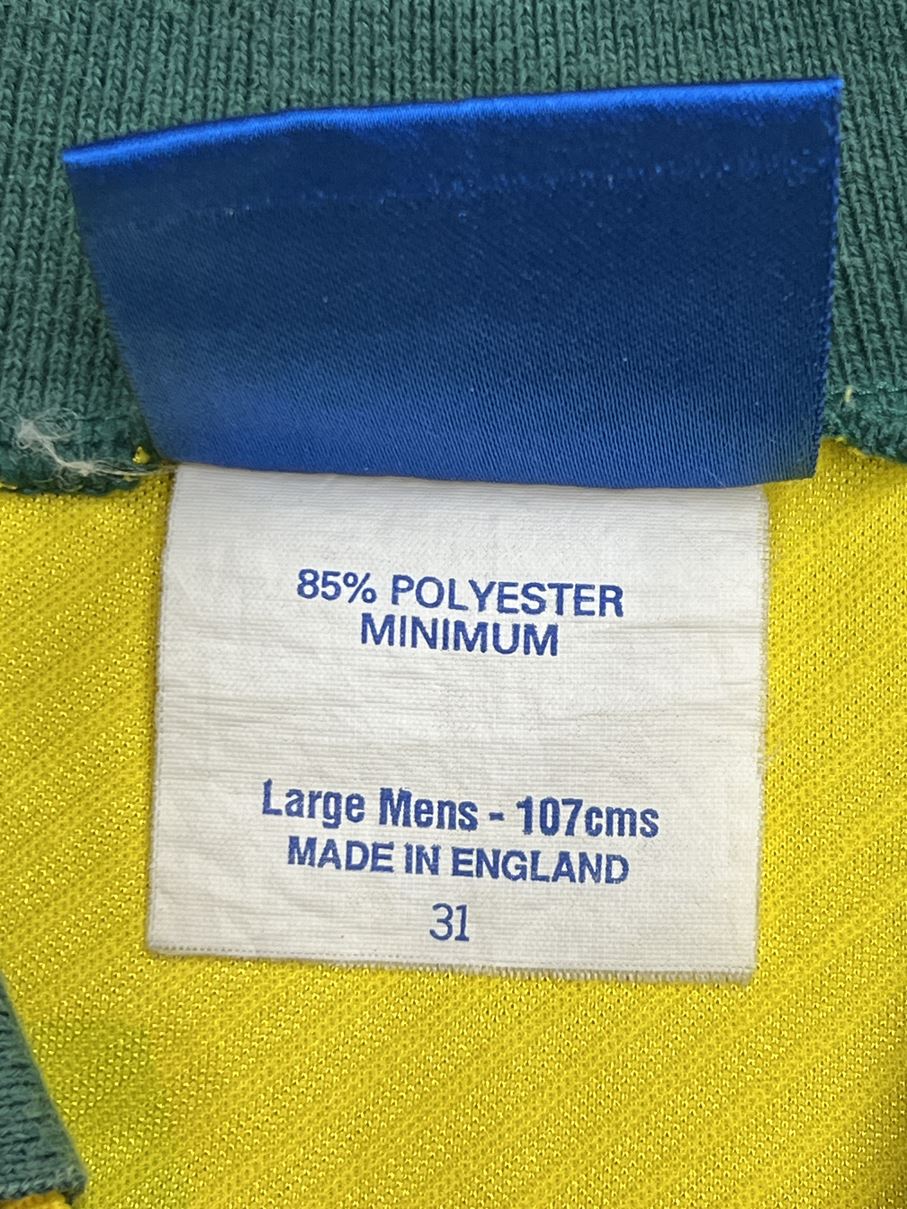 85% POLYESTER
MINIMUM
Large Mens - 107cms
MADE IN ENGLAND
31